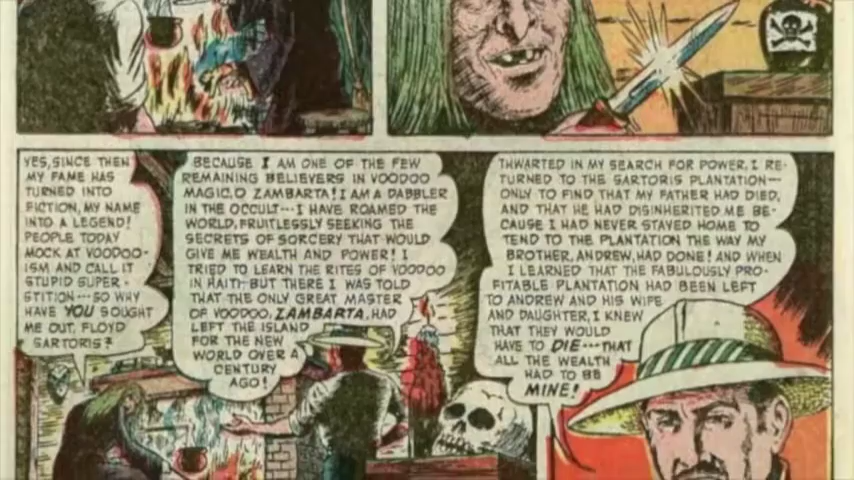 YES, SINCE THEN
MY FAME HAS
TURNED INTO
FICTION, MY NAME
INTO A LEGEND!
PEOPLE TODAY
MOCK AT VOODOO-
ISM AND CALL IT
STUPID SUPER-
STITION---SO WHY
HAVE YOU SOUGHT
ME OUT, FLOYD
SARTORIS?
BECAUSE I AM ONE OF THE FEW
REMAINING BELIEVERS IN VOODOO
MAGIC, O ZAMBARTA! I AM A DABBLER
IN THE OCCULT---I HAVE ROAMED THE
WORLD, FRUITLESSLY SEEKING THE
SECRETS OF SORCERY THAT WOULD
GIVE ME WEALTH AND POWER! I
TRIED TO LEARN THE RITES OF VOODOO
IN HAITI--BUT THERE I WAS TOLD
THAT THE ONLY GREAT MASTER
OF VOODOO, ZAMBARTA, HAD
LEFT THE ISLAND
FOR THE NEW
WORLD OVER A
CENTURY
AGO!
THWARTED IN MY SEARCH FOR POWER, I RE-
TURNED TO THE SARTORIS PLANTATION---
ONLY TO FIND THAT MY FATHER HAD DIED,
AND THAT HE HAD DISINHERITED ME BE-
CAUSE I HAD NEVER STAYED HOME TO
TEND TO THE PLANTATION THE WAY MY
BROTHER, ANDREW, HAD DONE! AND WHEN
I LEARNED THAT THE FABULOUSLY PRO-
FITABLE PLANTATION HAD BEEN LEFT
TO ANDREW AND HIS WIFE
AND DAUGHTER, I KNEW
THAT THEY WOULD
HAVE TO DIE---THAT
ALL THE WEALTH
HAD TO BE
MINE!